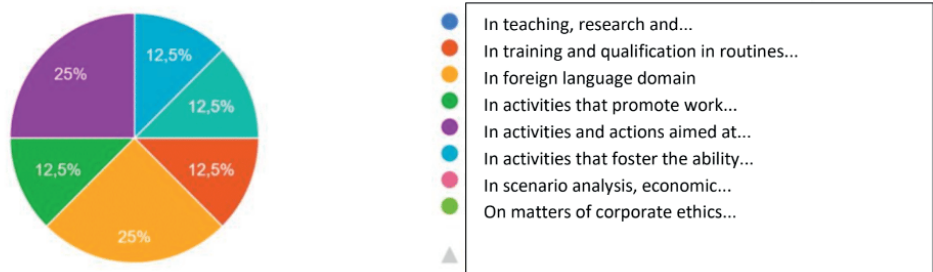 12,5%
25%
12,5%
12,5%
12,5%
25%
In teaching, research and...
In training and qualification in routines...
In foreign language domain
In activities that promote work...
In activities and actions aimed at...
In activities that foster the ability...
In scenario analysis, economic...
On matters of corporate ethics...